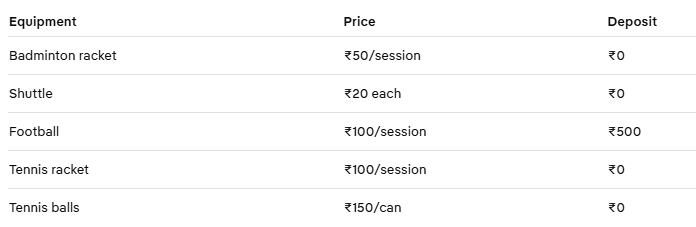 Equipment Price Deposit
Badminton racket ₹50/session ₹0
Shuttle ₹20 each ₹0
Football ₹100/session ₹500
Tennis racket ₹100/session ₹0
Tennis balls ₹150/can ₹0